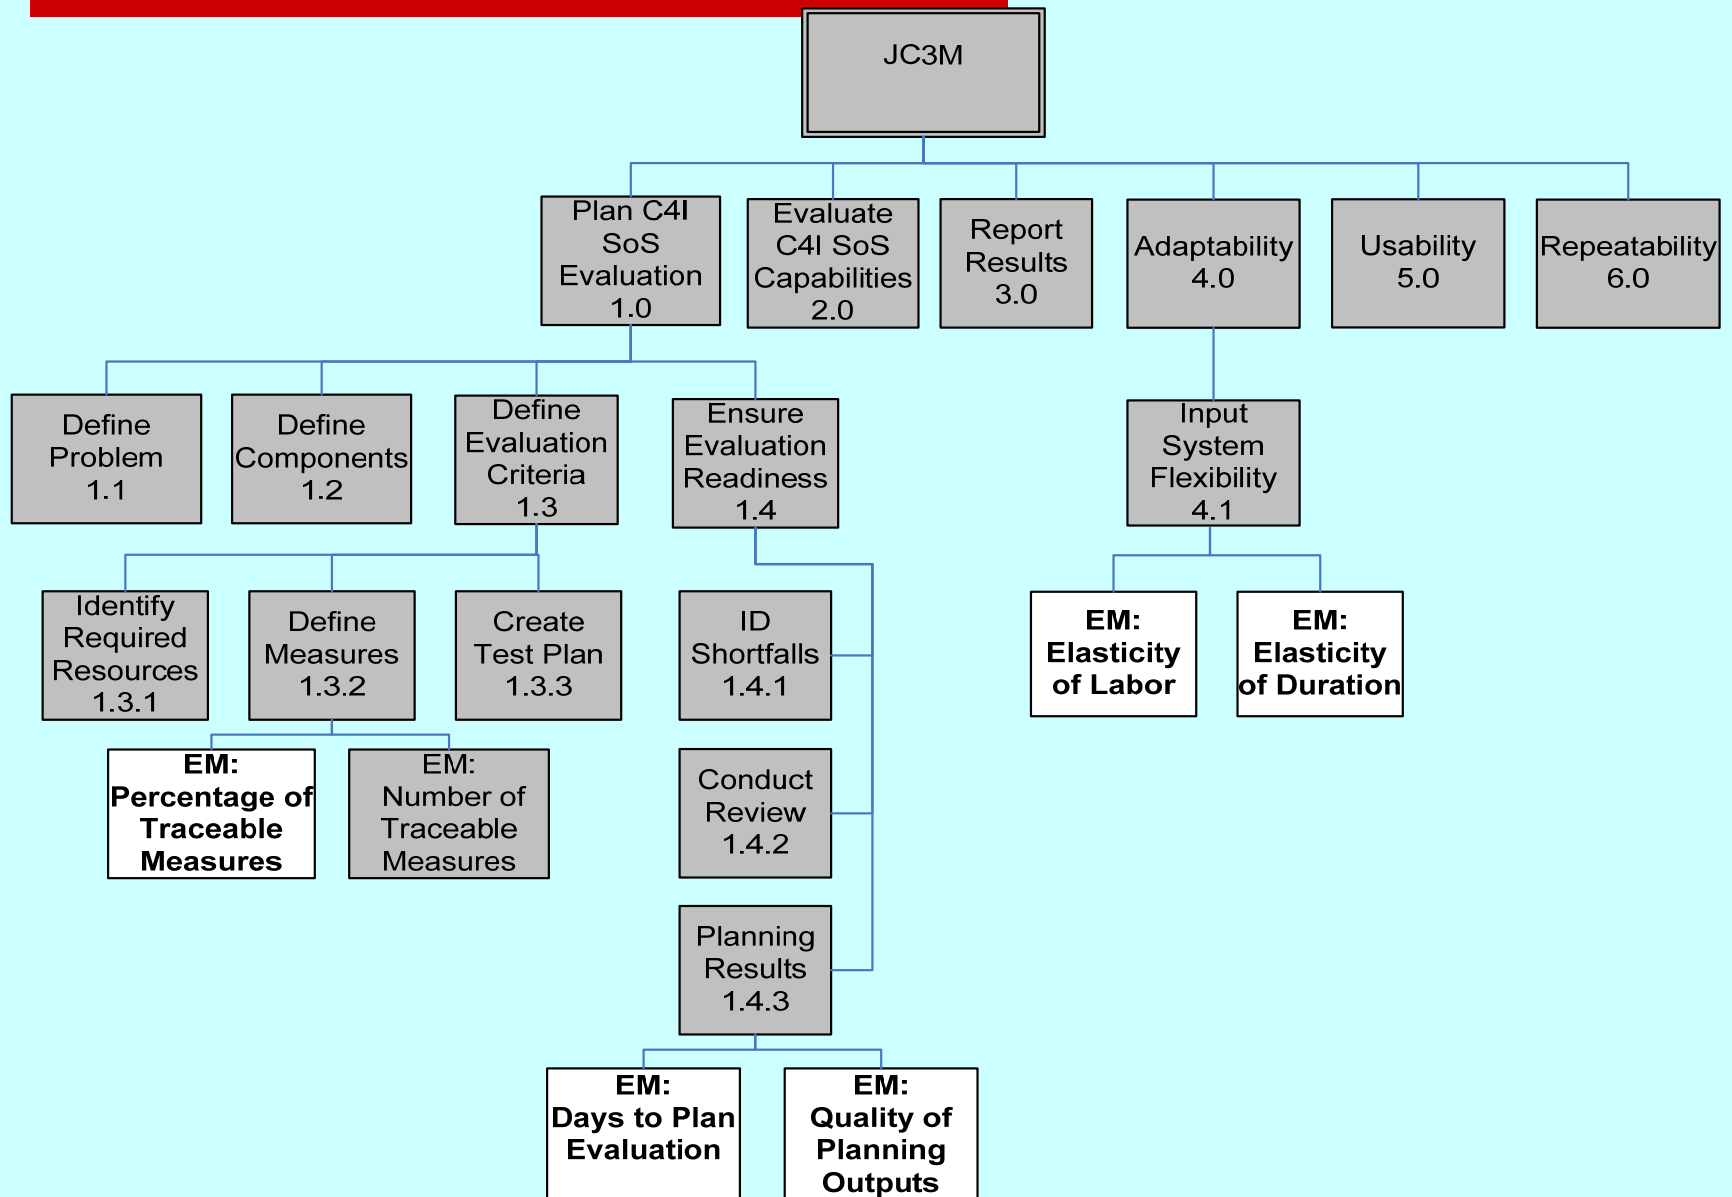 JC3M
Plan C4I
SoS
Evaluation
1.0
Evaluate
C4I SoS
Capabilities
2.0
Report
Results
3.0
Adaptability
4.0
Usability
5.0
Repeatability
6.0
Define
Problem
1.1
Define
Components
1.2
Define
Evaluation
Criteria
1.3
Ensure
Evaluation
Readiness
1.4
Input
System
Flexibility
4.1
Identify
Required
Resources
1.3.1
Define
Measures
1.3.2
Create
Test Plan
1.3.3
ID
Shortfalls
1.4.1
EM:
Elasticity
of Labor
EM:
Elasticity
of Duration
EM:
Percentage of
Traceable
Measures
EM:
Number of
Traceable
Measures
Conduct
Review
1.4.2
Planning
Results
1.4.3
EM:
Days to Plan
Evaluation
EM:
Quality of
Planning
Outputs